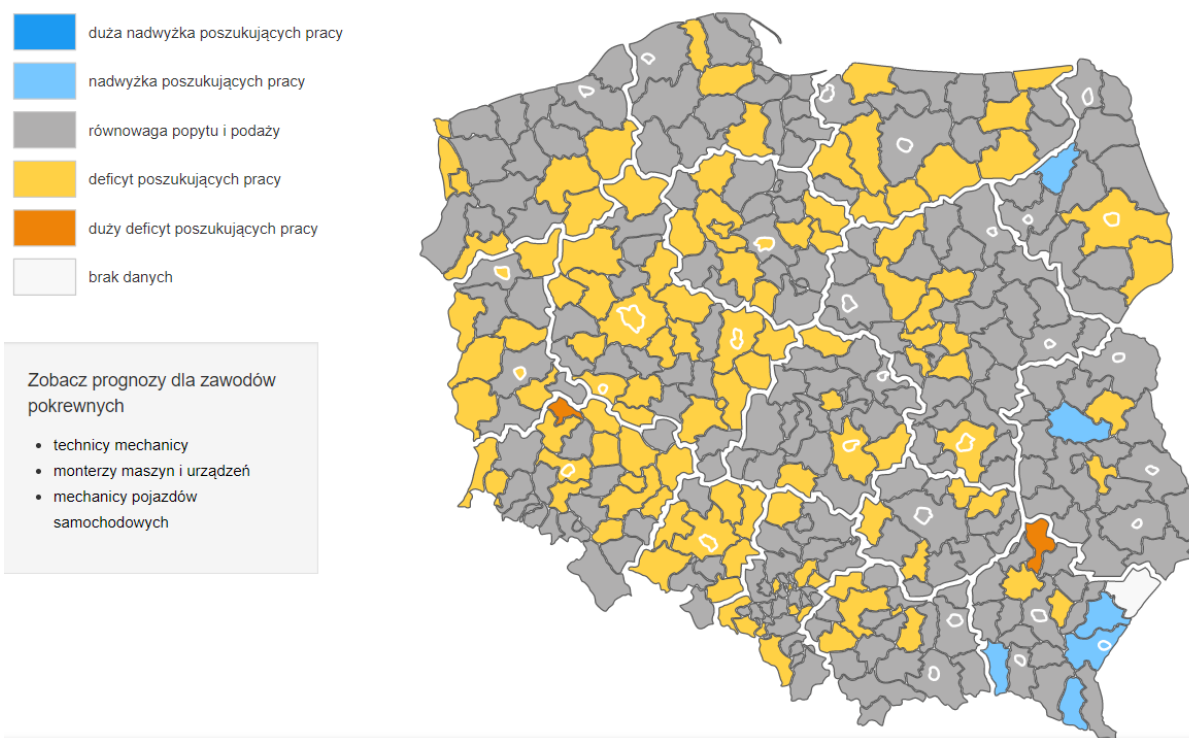 duża nadwyżka poszukujących pracy
nadwyżka poszukujących pracy
równowaga popytu i podaży
deficyt poszukujących pracy
duży deficyt poszukujących pracy
brak danych
Zobacz prognozy dla zawodów
pokrewnych
technicy mechanicy
monterzy maszyn i urządzeń
mechanicy pojazdów
samochodowych